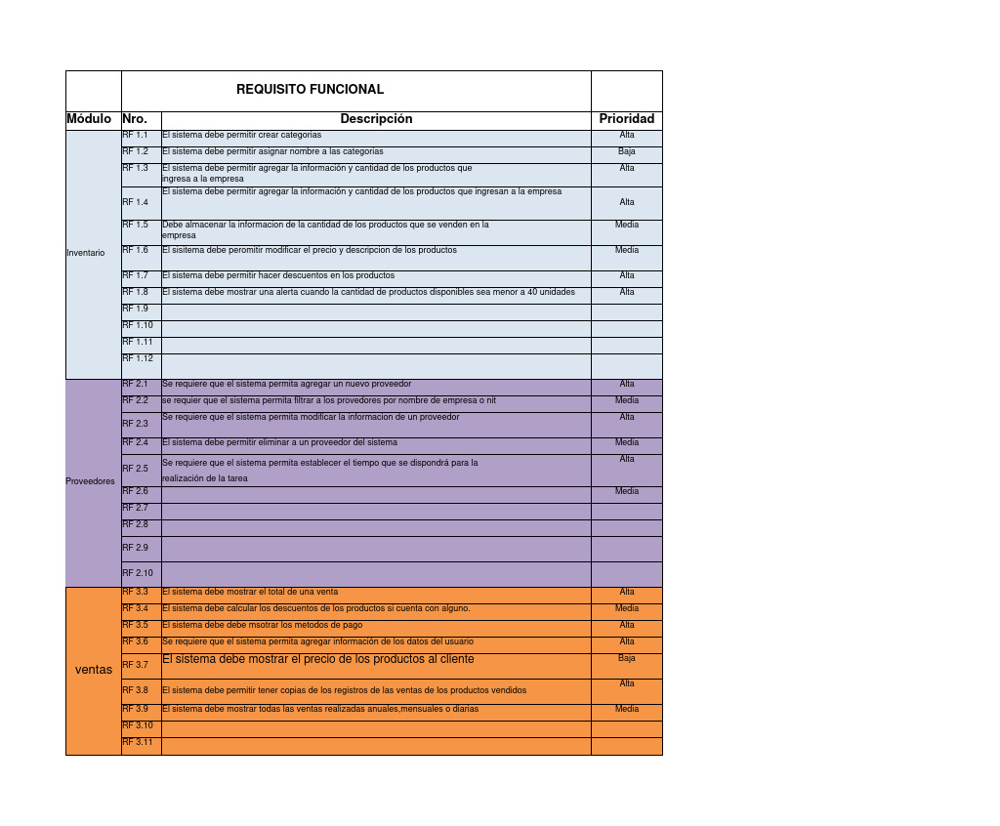 REQUISITO FUNCIONAL
Módulo Nro. Descripción Prioridad
Inventario
RF 1.1 El sistema debe permitir crear categorias Alta
RF 1.2 El sistema debe permitir asignar nombre a las categorias Baja
RF 1.3 El sistema debe permitir agregar la información y cantidad de los productos que Alta
ingresa a la empresa
RF 1.4 El sistema debe permitir agregar la información y cantidad de los productos que ingresan a la empresa Alta
RF 1.5 Debe almacenar la informacion de la cantidad de los productos que se venden en la Media
empresa
RF 1.6 El sisitema debe peromitir modificar el precio y descripcion de los productos Media
RF 1.7 El sistema debe permitir hacer descuentos en los productos Alta
RF 1.8 El sistema debe mostrar una alerta cuando la cantidad de productos disponibles sea menor a 40 unidades Alta
RF 1.9
RF 1.10
RF 1.11
RF 1.12
Proveedores
RF 2.1 Se requiere que el sistema permita agregar un nuevo proveedor Alta
RF 2.2 se requier que el sistema permita filtrar a los provedores por nombre de empresa o nit Media
RF 2.3 Se requiere que el sistema permita modificar la informacion de un proveedor Alta
RF 2.4 El sistema debe permitir eliminar a un proveedor del sistema Media
RF 2.5 Se requiere que el sistema permita establecer el tiempo que se dispondrá para la Alta
realización de la tarea
RF 2.6 Media
RF 2.7
RF 2.8
RF 2.9
RF 2.10
ventas
RF 3.3 El sistema debe mostrar el total de una venta Alta
RF 3.4 El sistema debe calcular los descuentos de los productos si cuenta con alguno. Media
RF 3.5 El sistema debe debe msotrar los metodos de pago Alta
RF 3.6 Se requiere que el sistema permita agregar información de los datos del usuario Alta
RF 3.7 El sistema debe mostrar el precio de los productos al cliente Baja
RF 3.8 El sistema debe permitir tener copias de los registros de las ventas de los productos vendidos Alta
RF 3.9 El sistema debe mostrar todas las ventas realizadas anuales,mensuales o diarias Media
RF 3.10
RF 3.11